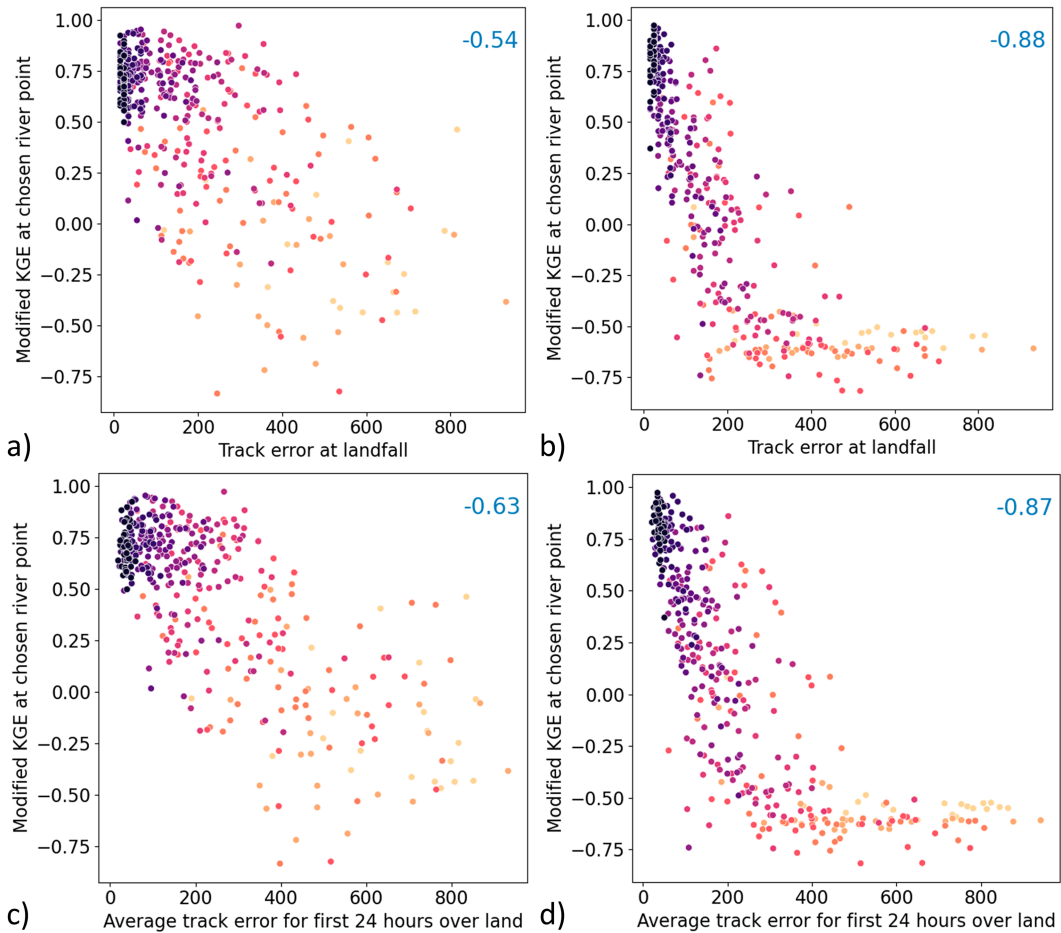 1.00
0.75
0.50
0.25
0.00
−0.25
−0.50
−0.75
Modified KGE at chosen river point
-0.54
0 200 400 600 800
Track error at landfall
a)
1.00
0.75
0.50
0.25
0.00
−0.25
−0.50
−0.75
Modified KGE at chosen river point
-0.88
0 200 400 600 800
Track error at landfall
b)
1.00
0.75
0.50
0.25
0.00
−0.25
−0.50
−0.75
Modified KGE at chosen river point
-0.63
0 200 400 600 800
Average track error for first 24 hours over land
c)
1.00
0.75
0.50
0.25
0.00
−0.25
−0.50
−0.75
Modified KGE at chosen river point
-0.87
0 200 400 600 800
Average track error for first 24 hours over land
d)